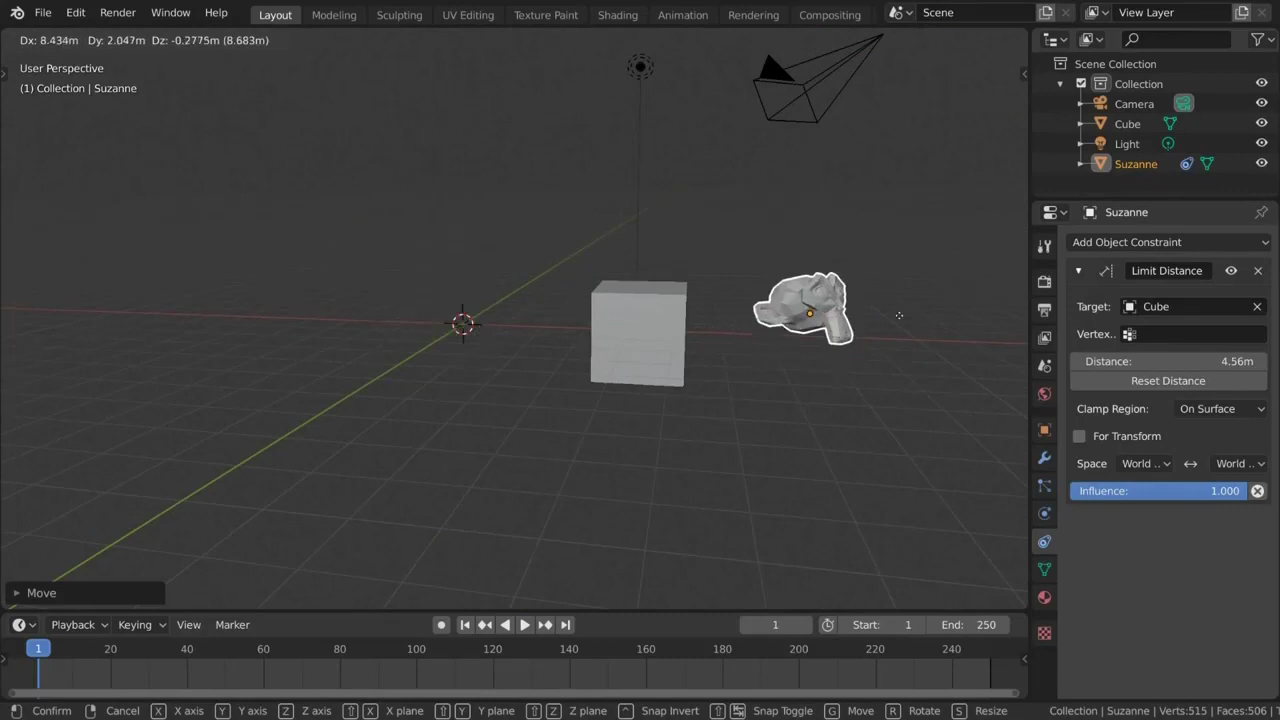 File Edit Render Window Help Layout Modeling Sculpting UV Editing Texture Paint Shading Animation Rendering Compositing Scene View Layer
Dx: 8.434m Dy: 2.047m Dz: -0.2775m (8.683m)
User Perspective
(1) Collection | Suzanne
Scene Collection
Collection
Camera
Cube
Light
Suzanne
Suzanne
Add Object Constraint
Limit Distance
Target: Cube
Vertex..
Distance: 4.56m
Reset Distance
Clamp Region: On Surface
For Transform
Space World .. World ..
Influence: 1.000
Move
Playback Keying View Marker 1 Start: 1 End: 250
1 20 40 60 80 100 120 140 160 180 200 220 240
Confirm Cancel X X axis Y Y axis Z Z axis X X plane Y Y plane Z Z plane Snap Invert Snap Toggle G Move R Rotate S Resize Collection | Suzanne | Verts:515 | Faces:506 |